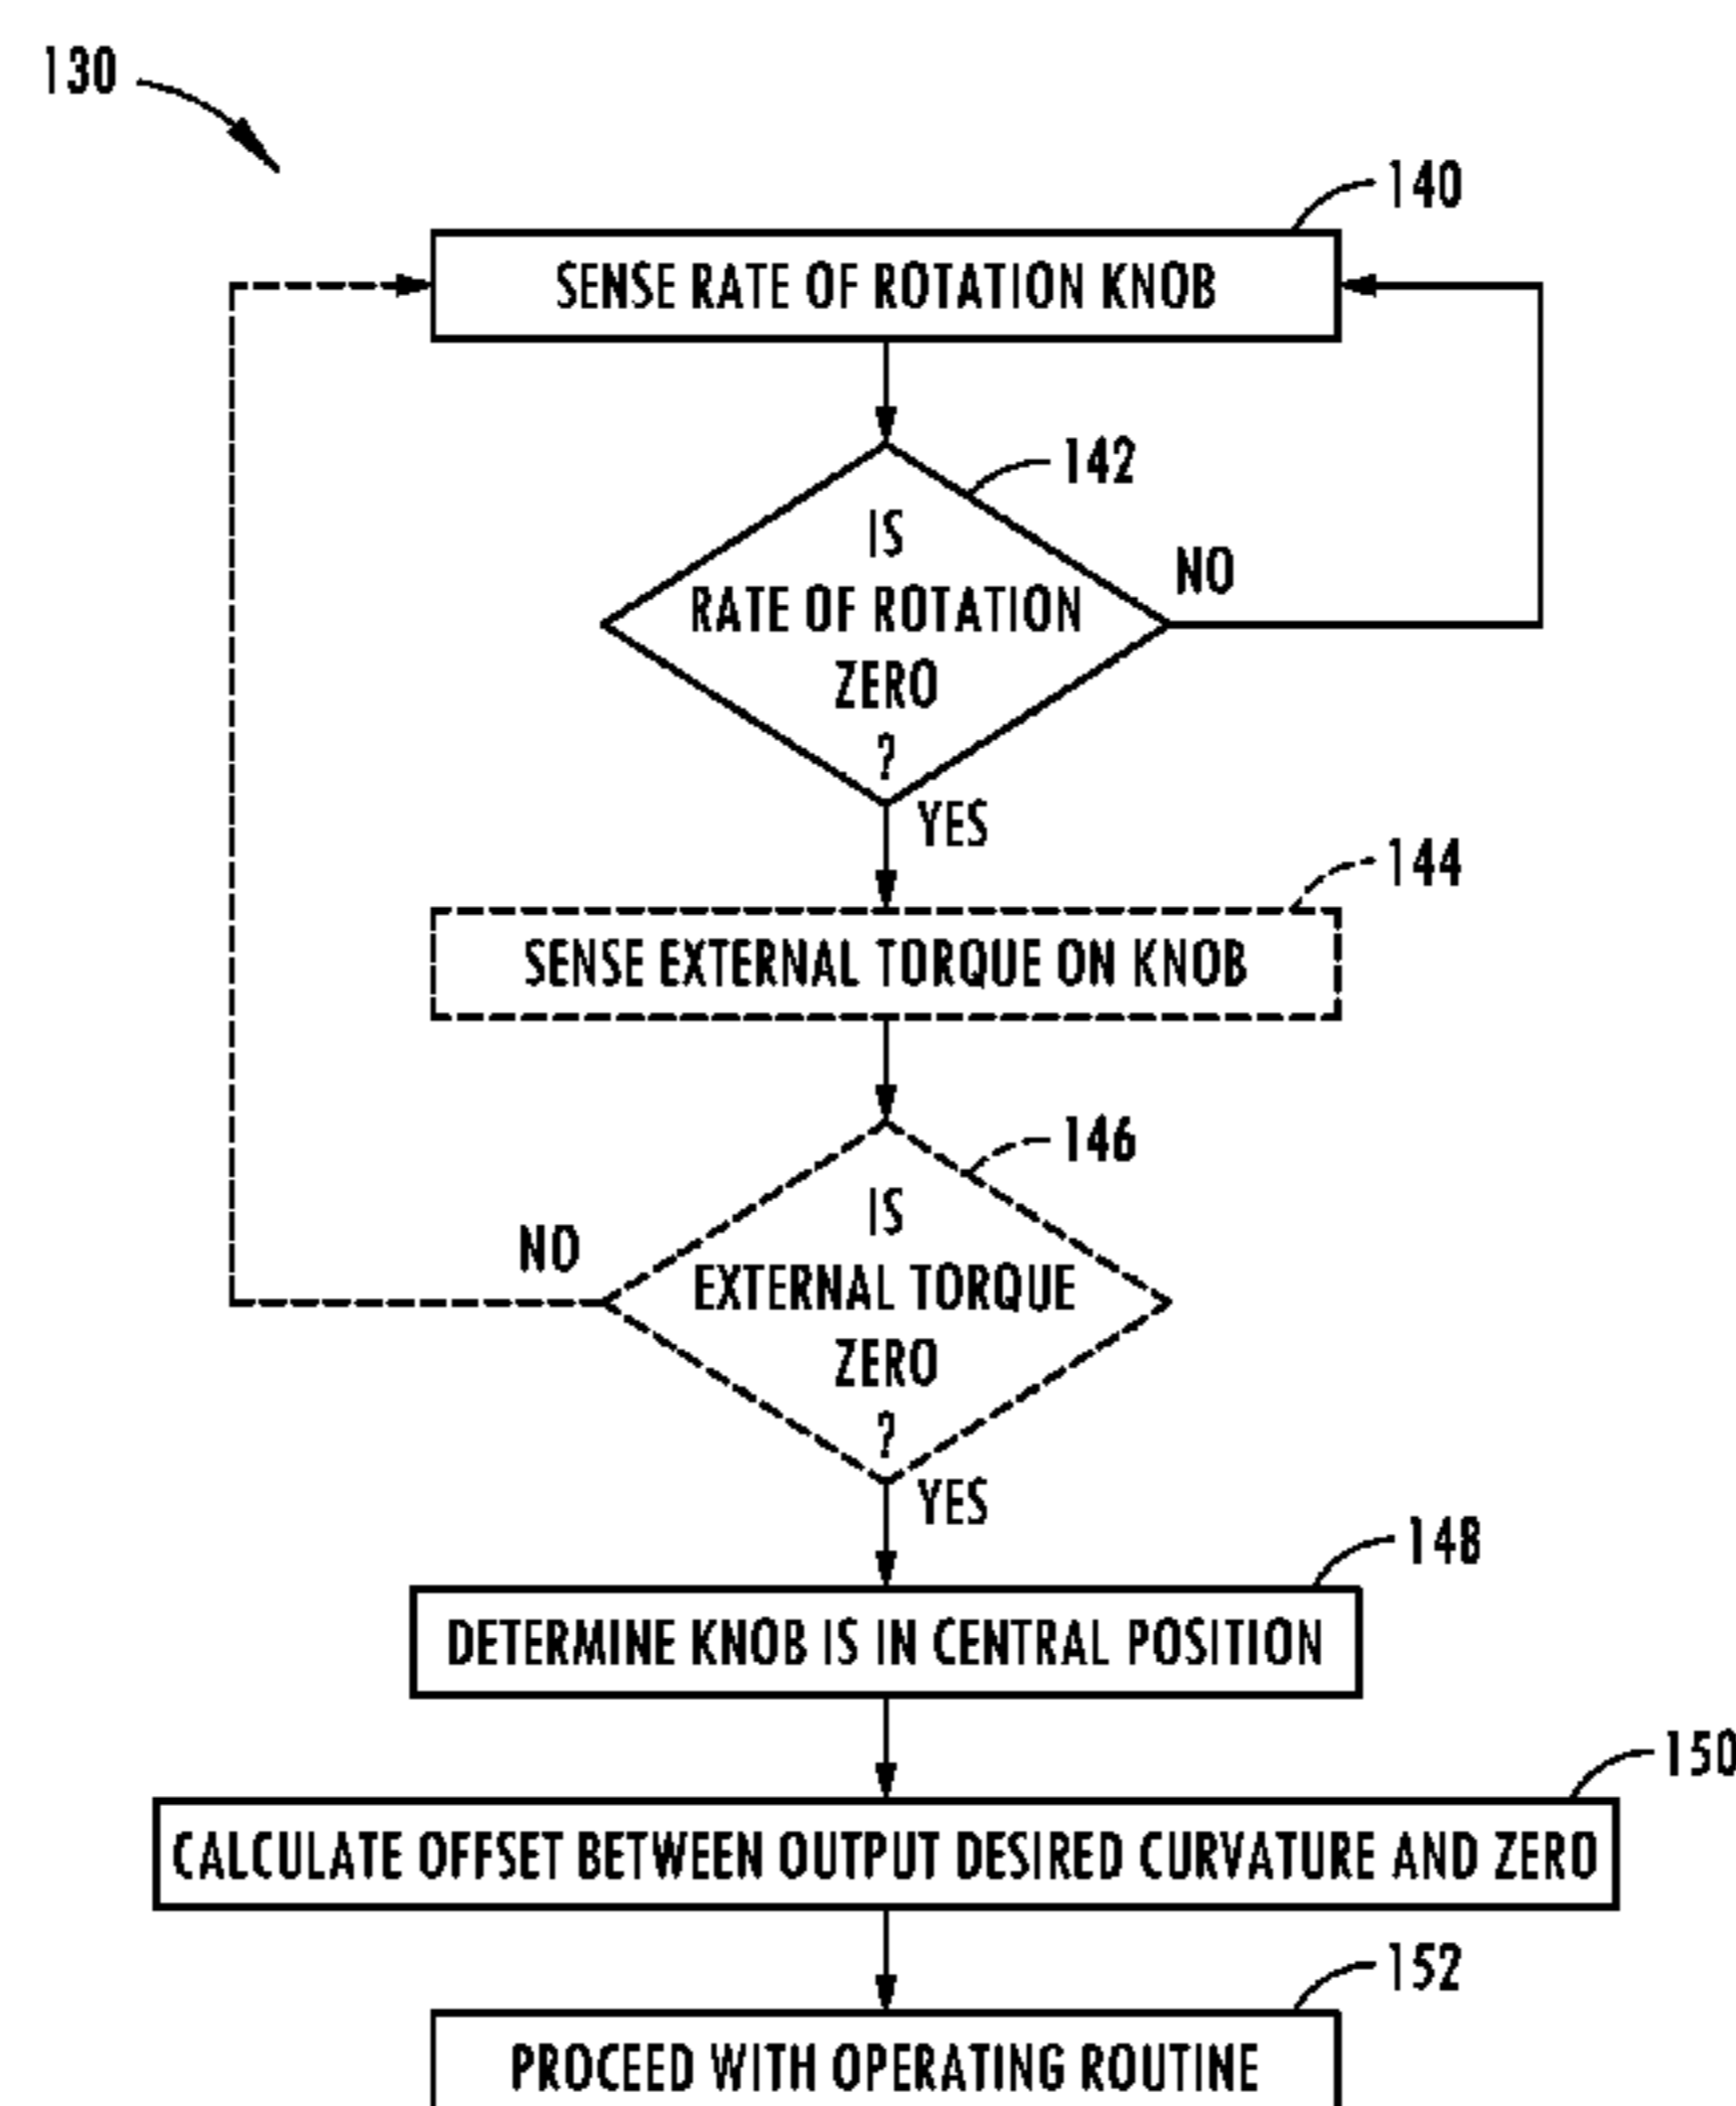 130
140
SENSE RATE OF ROTATION KNOB
142
IS
RATE OF ROTATION
ZERO
?
NO
YES
144
SENSE EXTERNAL TORQUE ON KNOB
146
IS
EXTERNAL TORQUE
ZERO
?
NO
YES
148
DETERMINE KNOB IS IN CENTRAL POSITION
150
CALCULATE OFFSET BETWEEN OUTPUT DESIRED CURVATURE AND ZERO
152
PROCEED WITH OPERATING ROUTINE